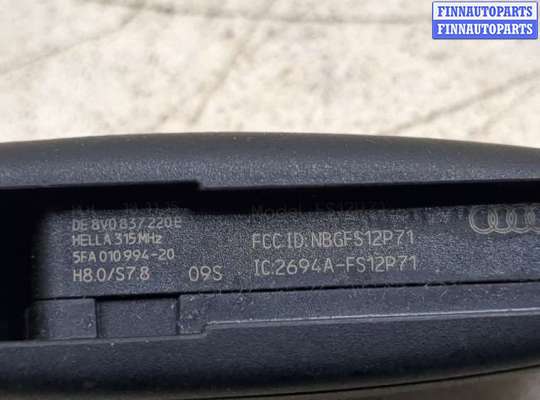 FINNAUTOPARTS
FINNAUTOPARTS
DE 8V0 837 220E
HELLA 315MHz
5FA 010 994-20
H8.0/S7.8 09S
Model:
FCC ID: NBGFS12P71
IC:2694A-FS12P71